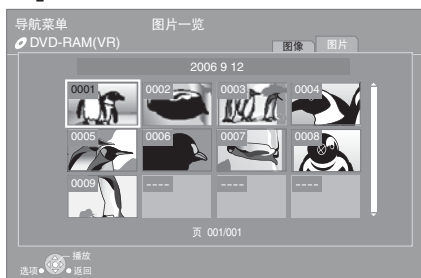 导航菜单 图片一览
DVD-RAM(VR) 图像 图片
2006 9 12
0001 0002 0003 0004
0005 0006 0007 0008
0009 ---- ---- ----
页 001/001
播放
选项 返回